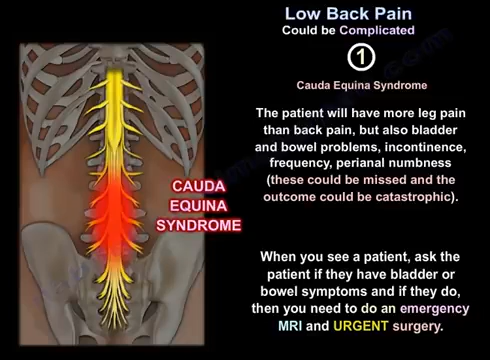 Low Back Pain
Could be Complicated
1
Cauda Equina Syndrome
The patient will have more leg pain
than back pain, but also bladder
and bowel problems, incontinence,
frequency, perianal numbness
(these could be missed and the
outcome could be catastrophic).
CAUDA
EQUINA
SYNDROME
When you see a patient, ask the
patient if they have bladder or
bowel symptoms and if they do,
then you need to do an emergency
MRI and URGENT surgery.